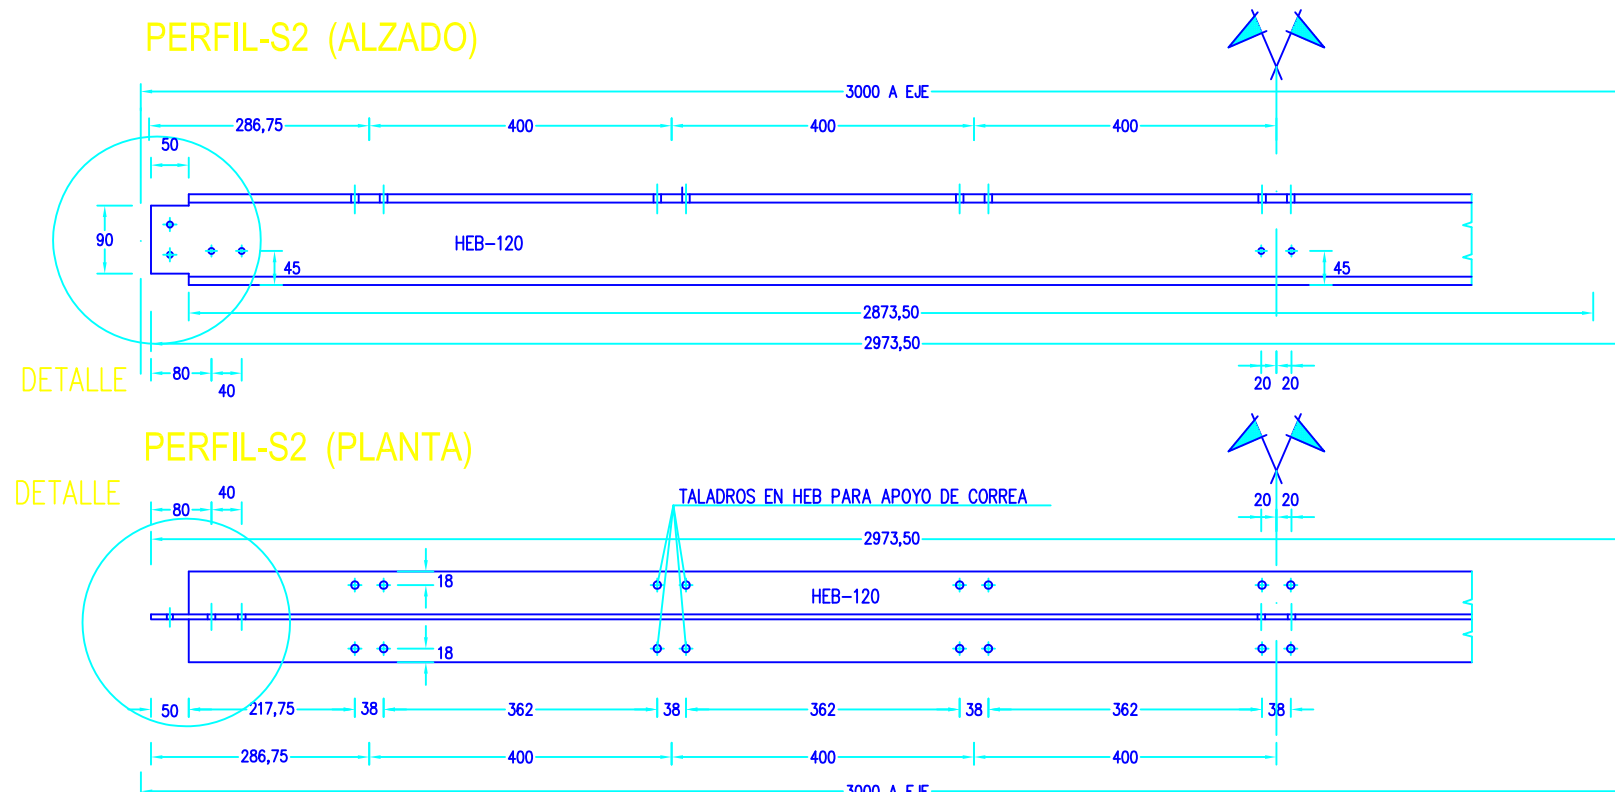 PERFIL-S2 (ALZADO)
3000 A EJE
286,75 400 400 400
50
90
HEB-120
45 45
2873,50
2973,50
80 40 20 20
DETALLE
PERFIL-S2 (PLANTA)
DETALLE
80 40 20 20
TALADROS EN HEB PARA APOYO DE CORREA
2973,50
18
HEB-120
18
50 217,75 38 362 38 362 38 362 38
286,75 400 400 400
3000 A EJE